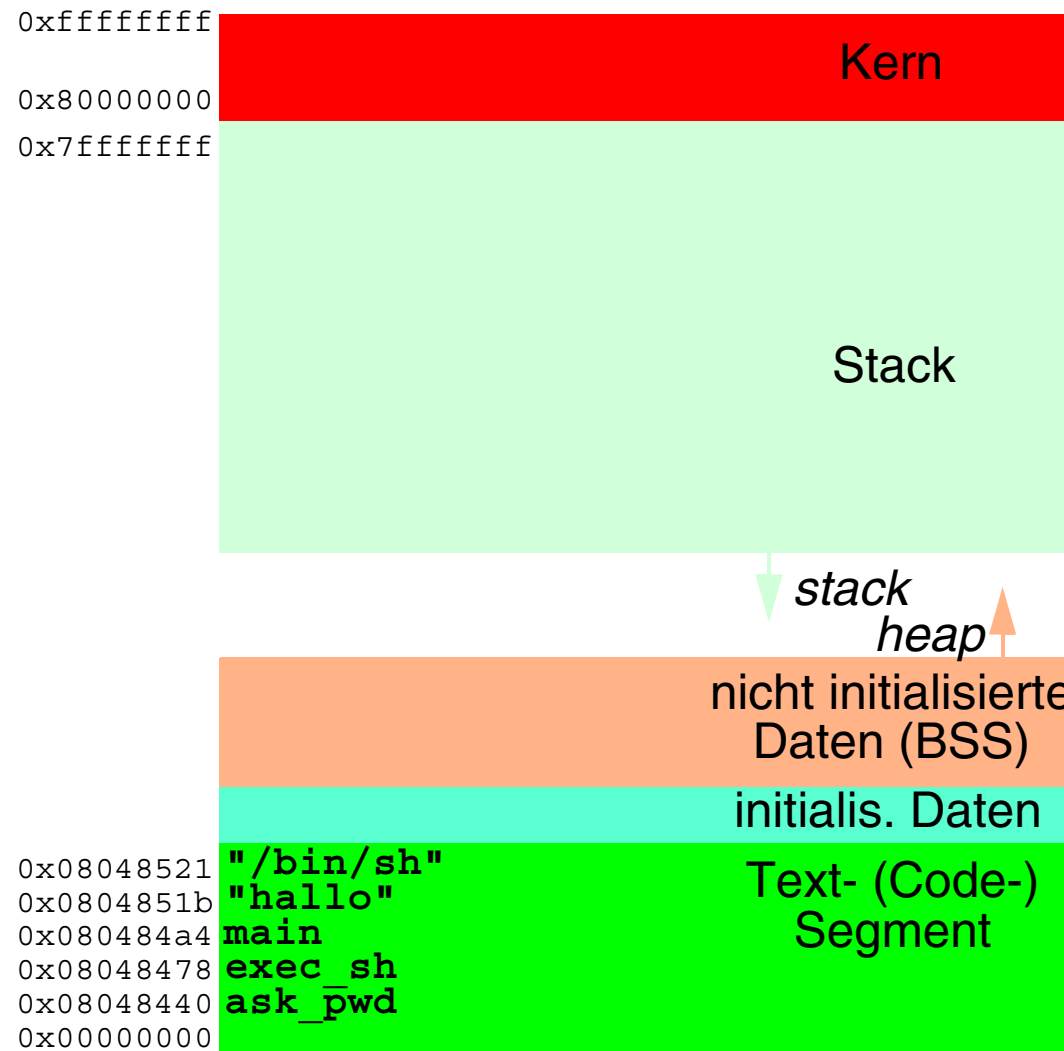 0xffffffff
Kern
0x80000000
0x7fffffff
Stack
stack
heap
nicht initialisierte
Daten (BSS)
initialis. Daten
0x08048521 "/bin/sh"
0x0804851b "hallo"
0x080484a4 main
0x08048478 exec_sh
0x08048440 ask_pwd
0x00000000
Text- (Code-)
Segment